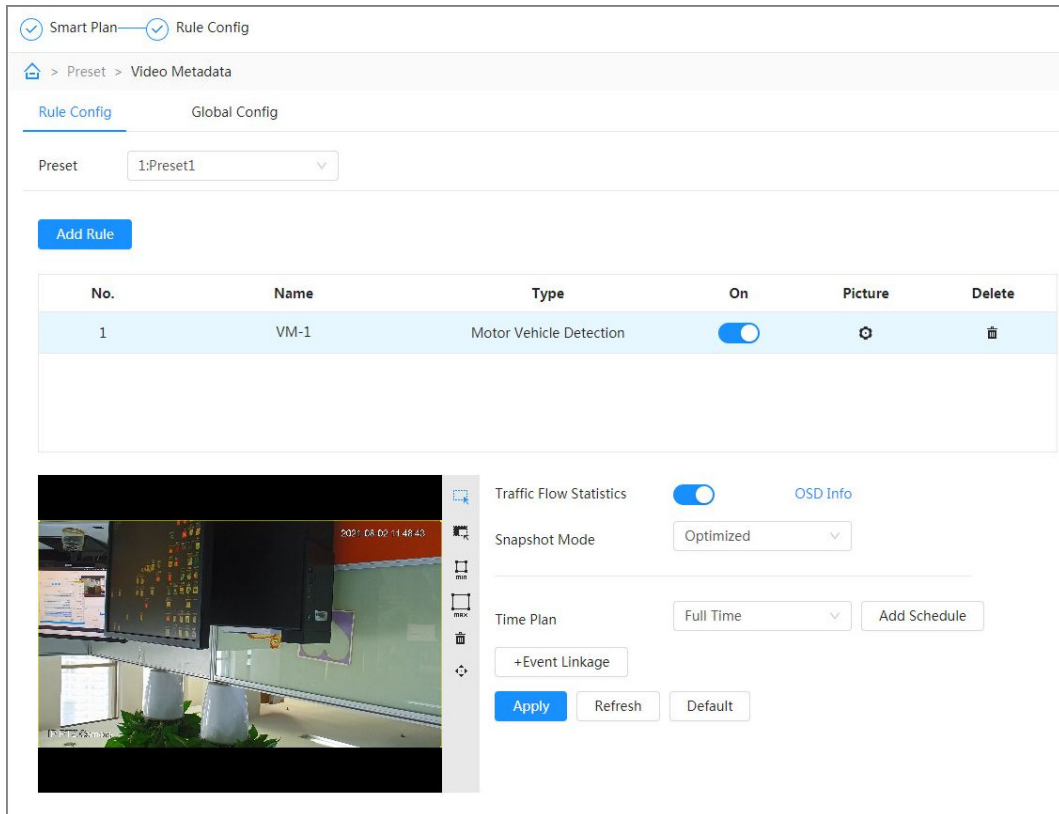 Smart Plan Rule Config
> Preset > Video Metadata
Rule Config Global Config
Preset 1:Preset1
Add Rule
No. Name Type On Picture Delete
1 VM-1 Motor Vehicle Detection
Traffic Flow Statistics OSD Info
2021-08-02 11:48:43
Snapshot Mode Optimized
min
max
Time Plan Full Time Add Schedule
+Event Linkage
Apply Refresh Default